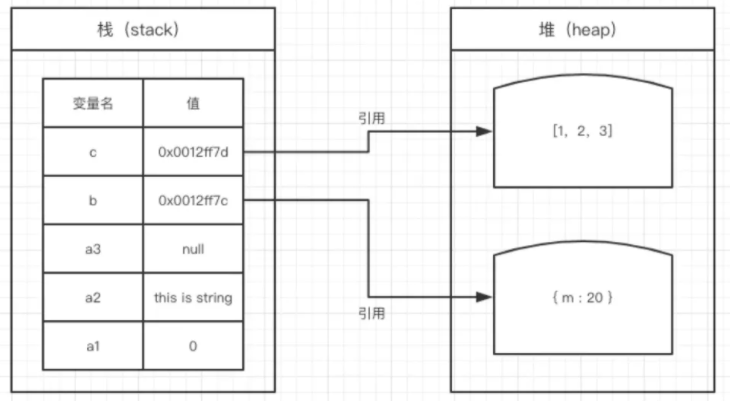 栈（stack）
变量名 值
c 0x0012ff7d
b 0x0012ff7c
a3 null
a2 this is string
a1 0
引用
引用
堆（heap）
[1，2，3]
{ m : 20 }